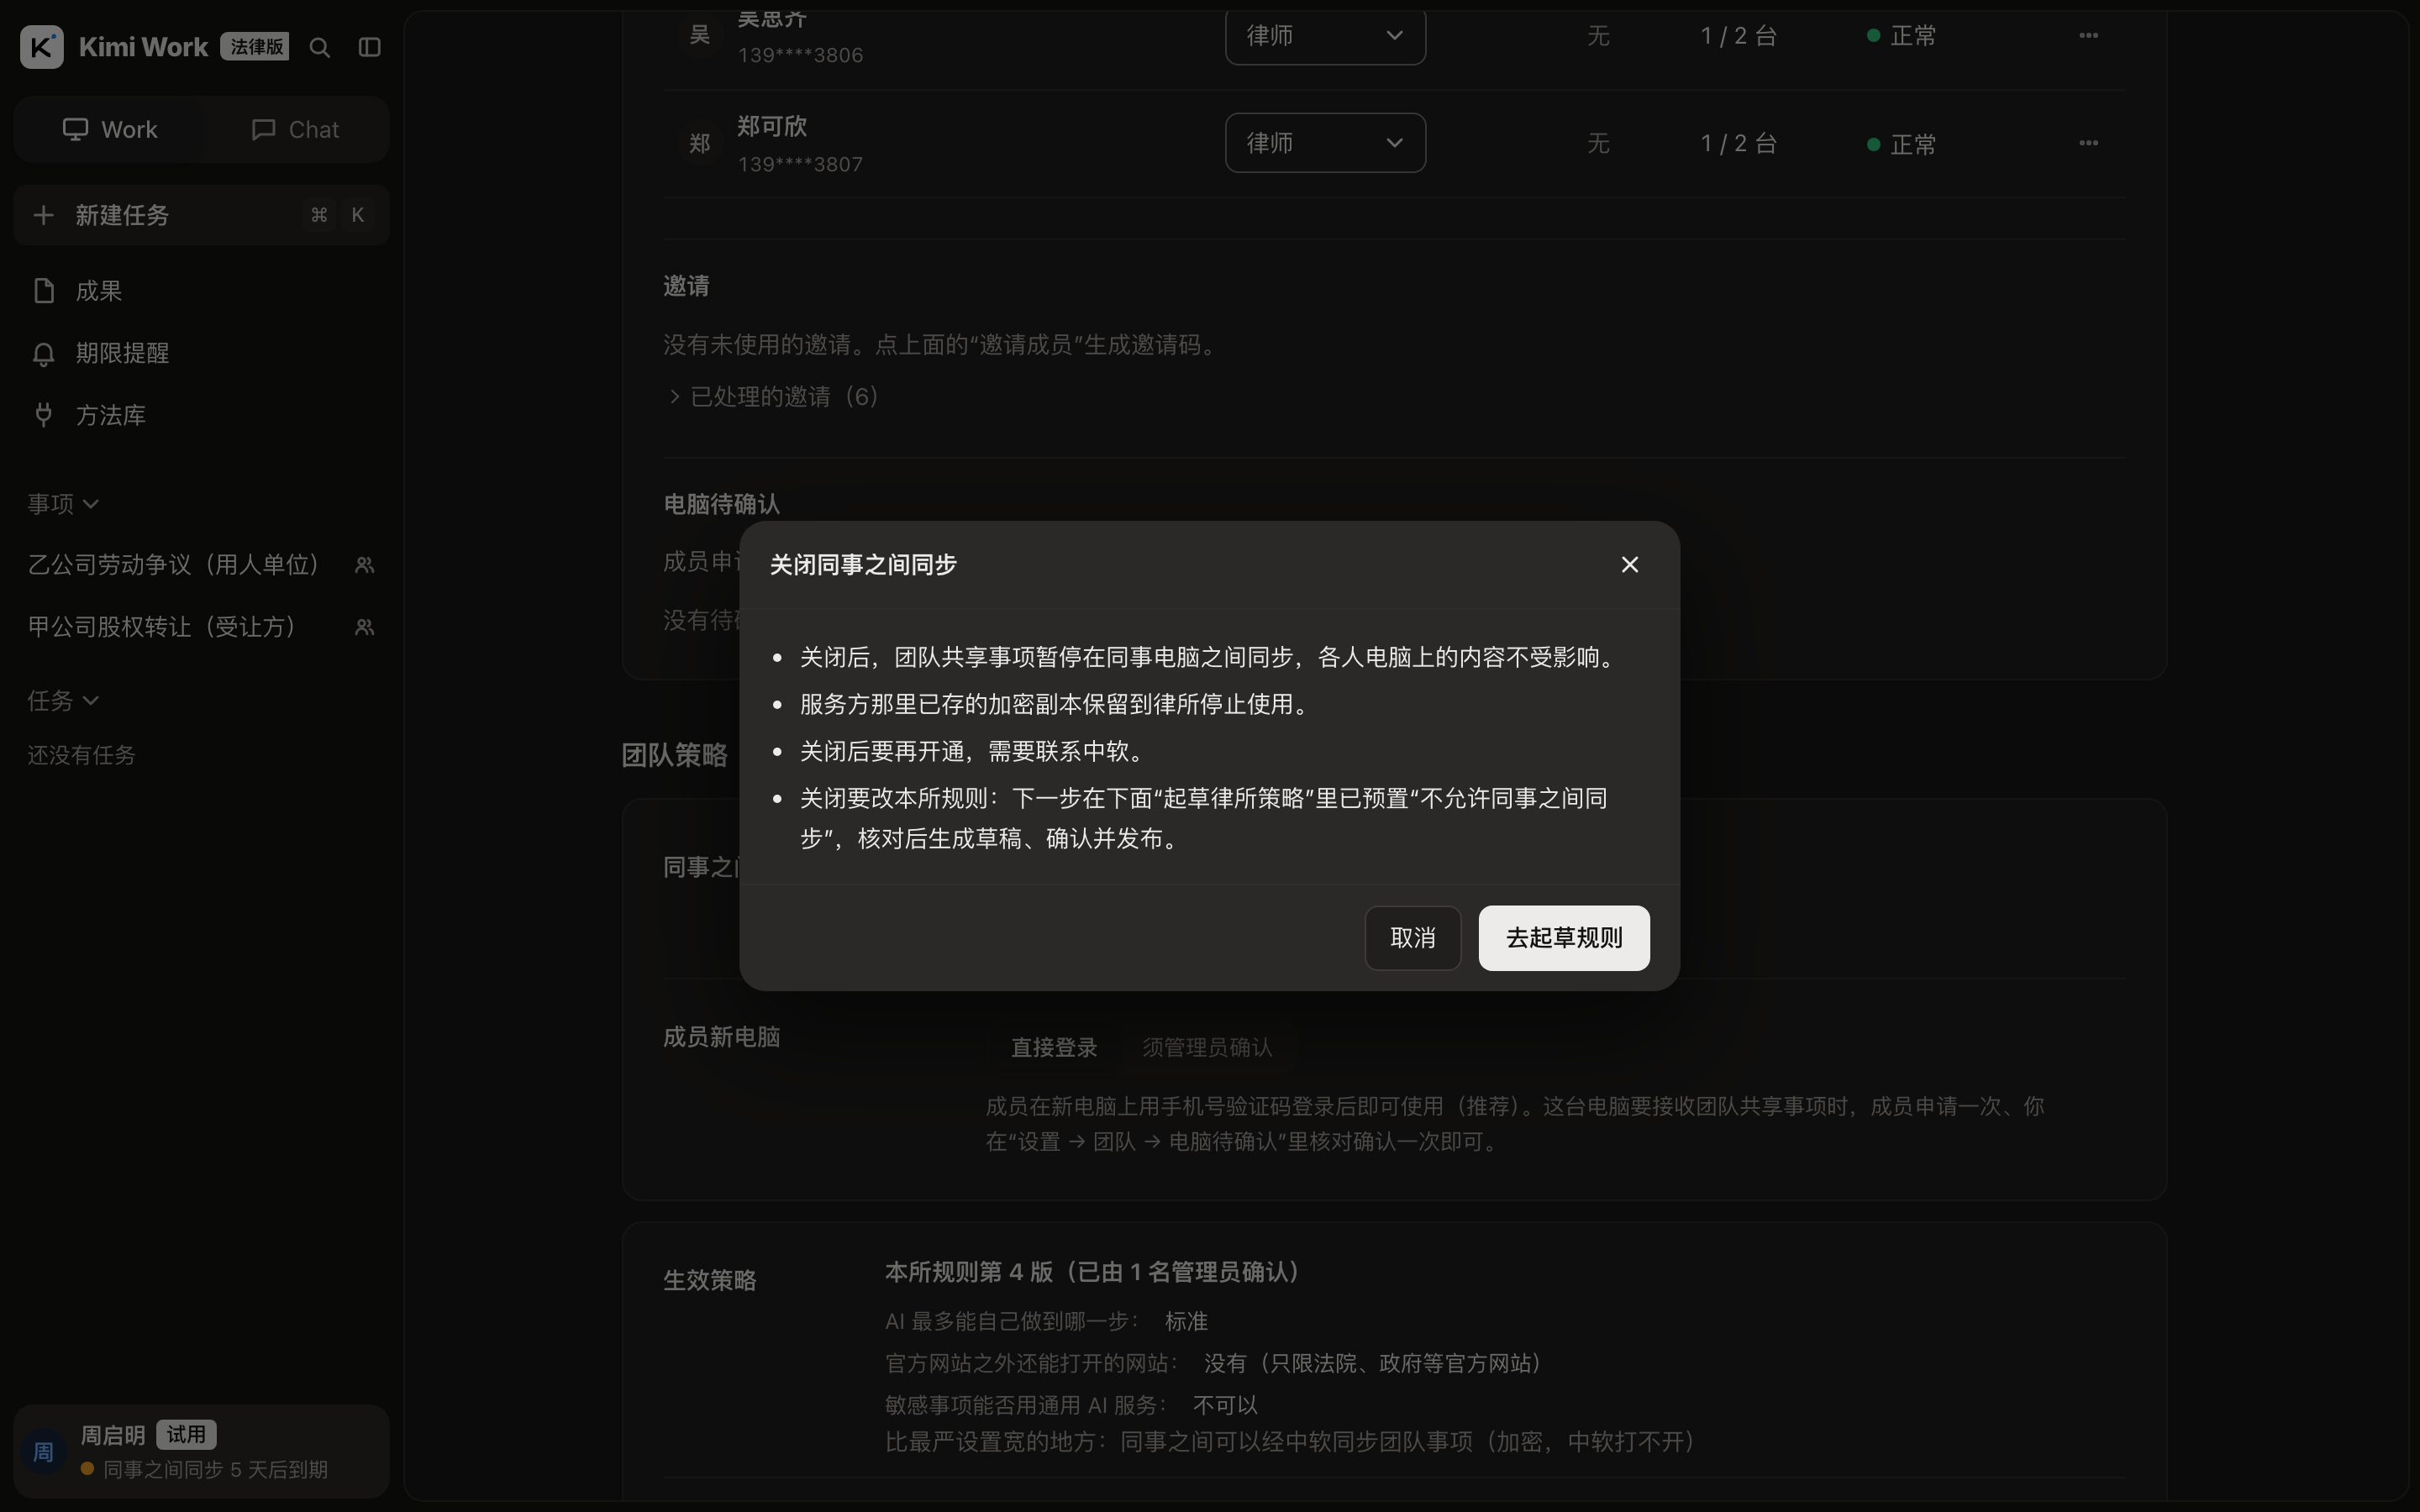 Kimi Work 法律版
Work
Chat
新建任务 ⌘ K
成果
期限提醒
方法库
事项
乙公司劳动争议（用人单位）
甲公司股权转让（受让方）
任务
还没有任务
周 周启明 试用
同事之间同步 5 天后到期
吴 吴思齐
139****3806
律师 无 1 / 2 台 正常
郑 郑可欣
139****3807
律师 无 1 / 2 台 正常
邀请
没有未使用的邀请。点上面的“邀请成员”生成邀请码。
已处理的邀请（6）
电脑待确认
成员申
没有待
关闭同事之间同步
关闭后，团队共享事项暂停在同事电脑之间同步，各人电脑上的内容不受影响。
服务方那里已存的加密副本保留到律所停止使用。
关闭后要再开通，需要联系中软。
关闭要改本所规则：下一步在下面“起草律所策略”里已预置“不允许同事之间同
步”，核对后生成草稿、确认并发布。
取消
去起草规则
团队策略
同事之
成员新电脑
直接登录 须管理员确认
成员在新电脑上用手机号验证码登录后即可使用（推荐）。这台电脑要接收团队共享事项时，成员申请一次、你
在“设置 → 团队 → 电脑待确认”里核对确认一次即可。
生效策略
本所规则第 4 版（已由 1 名管理员确认）
AI 最多能自己做到哪一步： 标准
官方网站之外还能打开的网站： 没有（只限法院、政府等官方网站）
敏感事项能否用通用 AI 服务： 不可以
比最严设置宽的地方：同事之间可以经中软同步团队事项（加密，中软打不开）